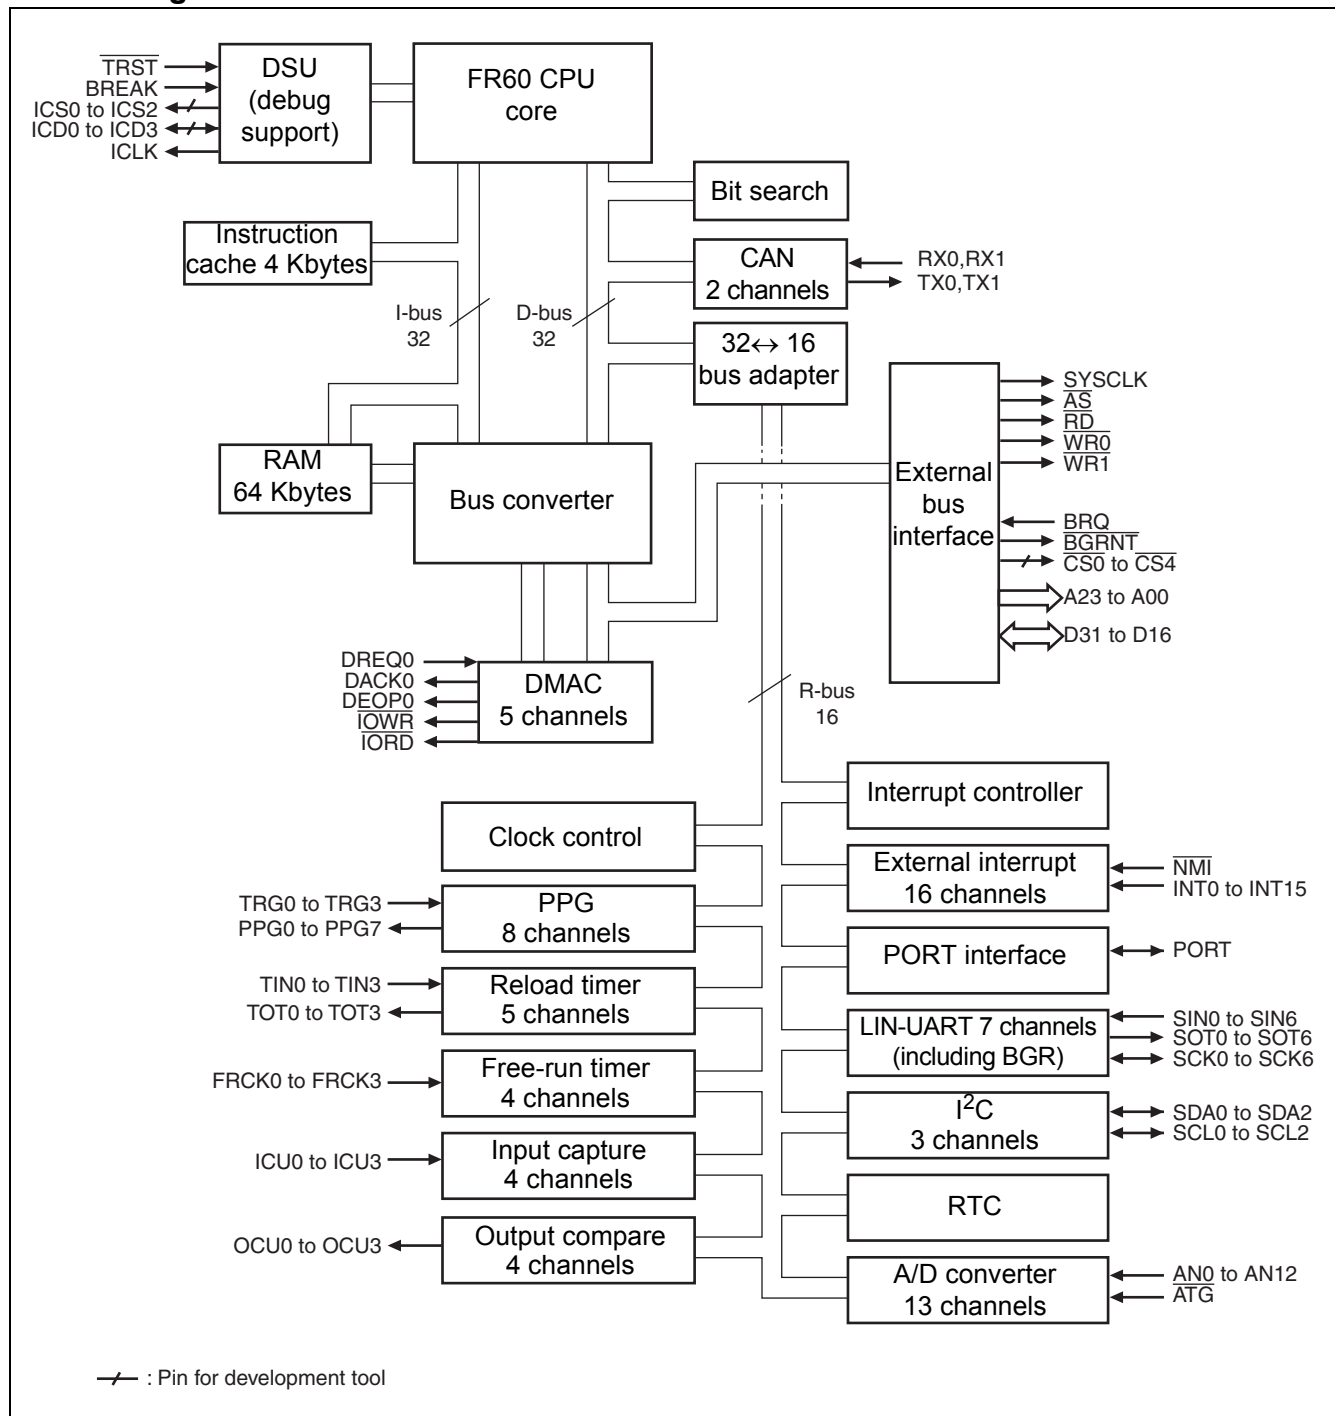 TRST
BREAK
ICS0 to ICS2
ICD0 to ICD3
ICLK
DSU
(debug
support)
FR60 CPU
core
Bit search
Instruction
cache 4 Kbytes
CAN
2 channels
RX0,RX1
TX0,TX1
I-bus
32
D-bus
32
32↔ 16
bus adapter
RAM
64 Kbytes
Bus converter
External
bus
interface
SYSCLK
AS
RD
WR0
WR1
BRQ
BGRNT
CS0 to CS4
A23 to A00
D31 to D16
DREQ0
DACK0
DEOP0
IOWR
IORD
DMAC
5 channels
R-bus
16
Clock control
TRG0 to TRG3
PPG0 to PPG7
PPG
8 channels
TIN0 to TIN3
TOT0 to TOT3
Reload timer
5 channels
FRCK0 to FRCK3
Free-run timer
4 channels
ICU0 to ICU3
Input capture
4 channels
OCU0 to OCU3
Output compare
4 channels
Interrupt controller
External interrupt
16 channels
NMI
INT0 to INT15
PORT interface
PORT
LIN-UART 7 channels
(including BGR)
SIN0 to SIN6
SOT0 to SOT6
SCK0 to SCK6
I²C
3 channels
SDA0 to SDA2
SCL0 to SCL2
RTC
A/D converter
13 channels
AN0 to AN12
ATG
: Pin for development tool